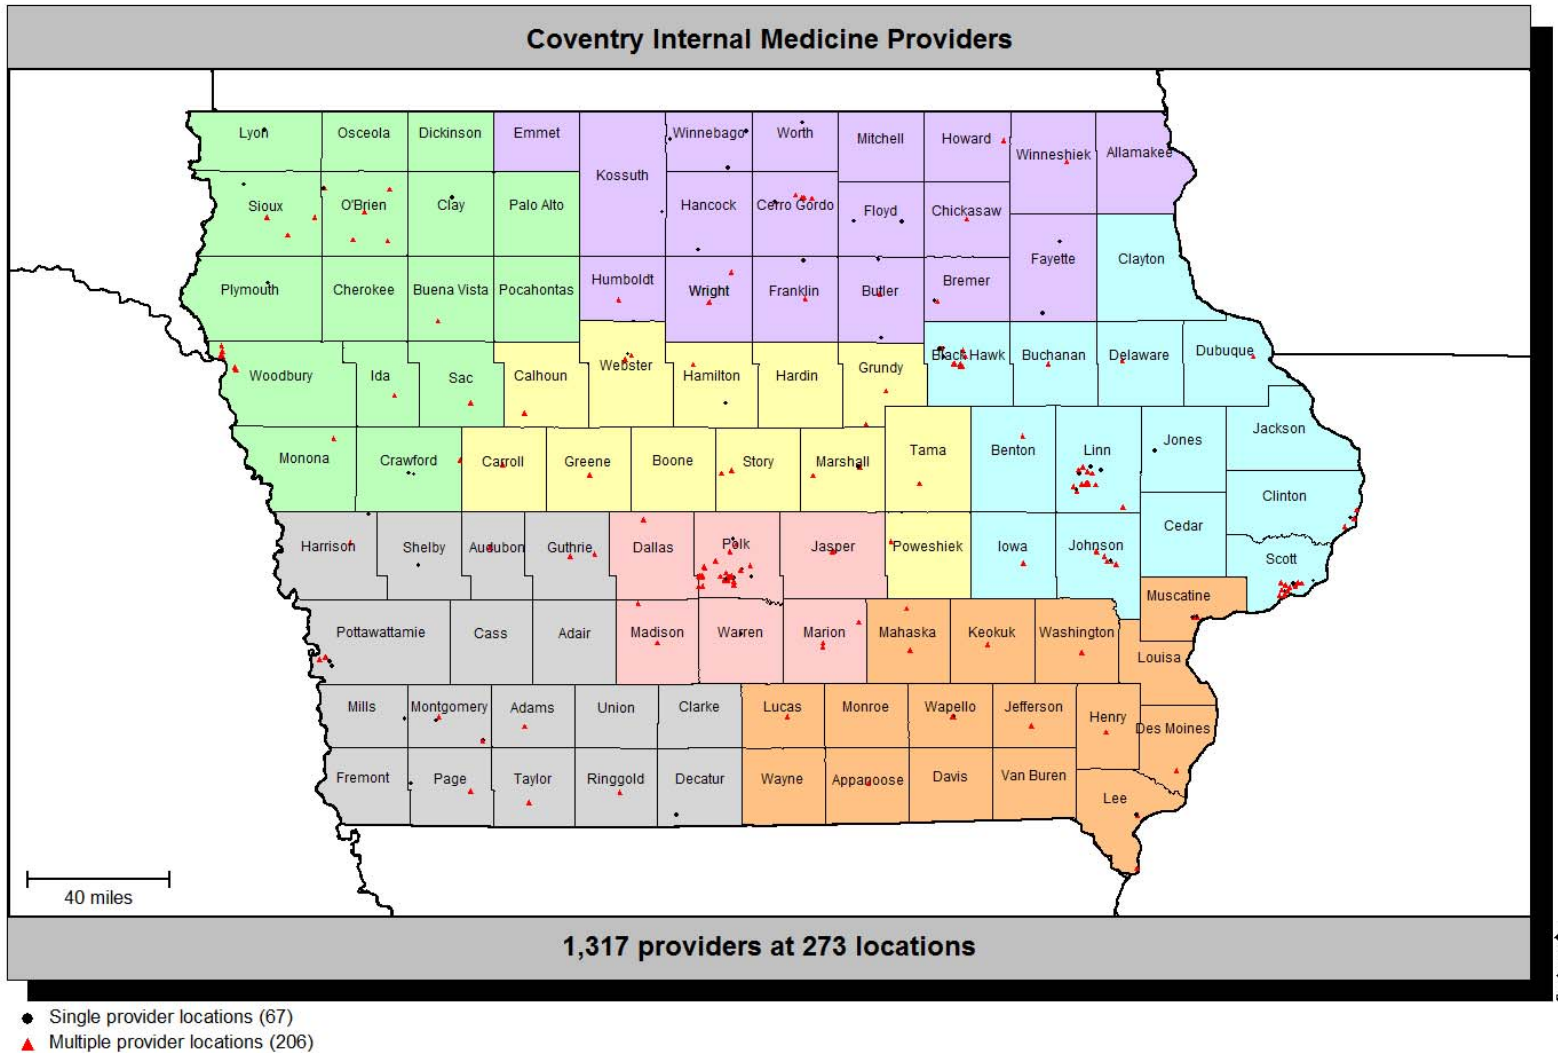 Coventry Internal Medicine Providers
Lyon
Osceola
Dickinson
Emmet
Kossuth
Winnebago
Worth
Mitchell
Howard
Winneshiek
Allamakee
Sioux
O'Brien
Clay
Palo Alto
Hancock
Cerro Gordo
Floyd
Chickasaw
Fayette
Clayton
Plymouth
Cherokee
Buena Vista
Pocahontas
Humboldt
Wright
Franklin
Butler
Bremer
Woodbury
Ida
Sac
Calhoun
Webster
Hamilton
Hardin
Grundy
Black Hawk
Buchanan
Delaware
Dubuque
Monona
Crawford
Carroll
Greene
Boone
Story
Marshall
Tama
Benton
Linn
Jones
Jackson
Clinton
Cedar
Harrison
Shelby
Audubon
Guthrie
Dallas
Polk
Jasper
Poweshiek
Iowa
Johnson
Scott
Muscatine
Pottawattamie
Cass
Adair
Madison
Warren
Marion
Mahaska
Keokuk
Washington
Louisa
Mills
Montgomery
Adams
Union
Clarke
Lucas
Monroe
Wapello
Jefferson
Henry
Des Moines
Fremont
Page
Taylor
Ringgold
Decatur
Wayne
Appanoose
Davis
Van Buren
Lee
40 miles
1,317 providers at 273 locations
Single provider locations (67)
Multiple provider locations (206)